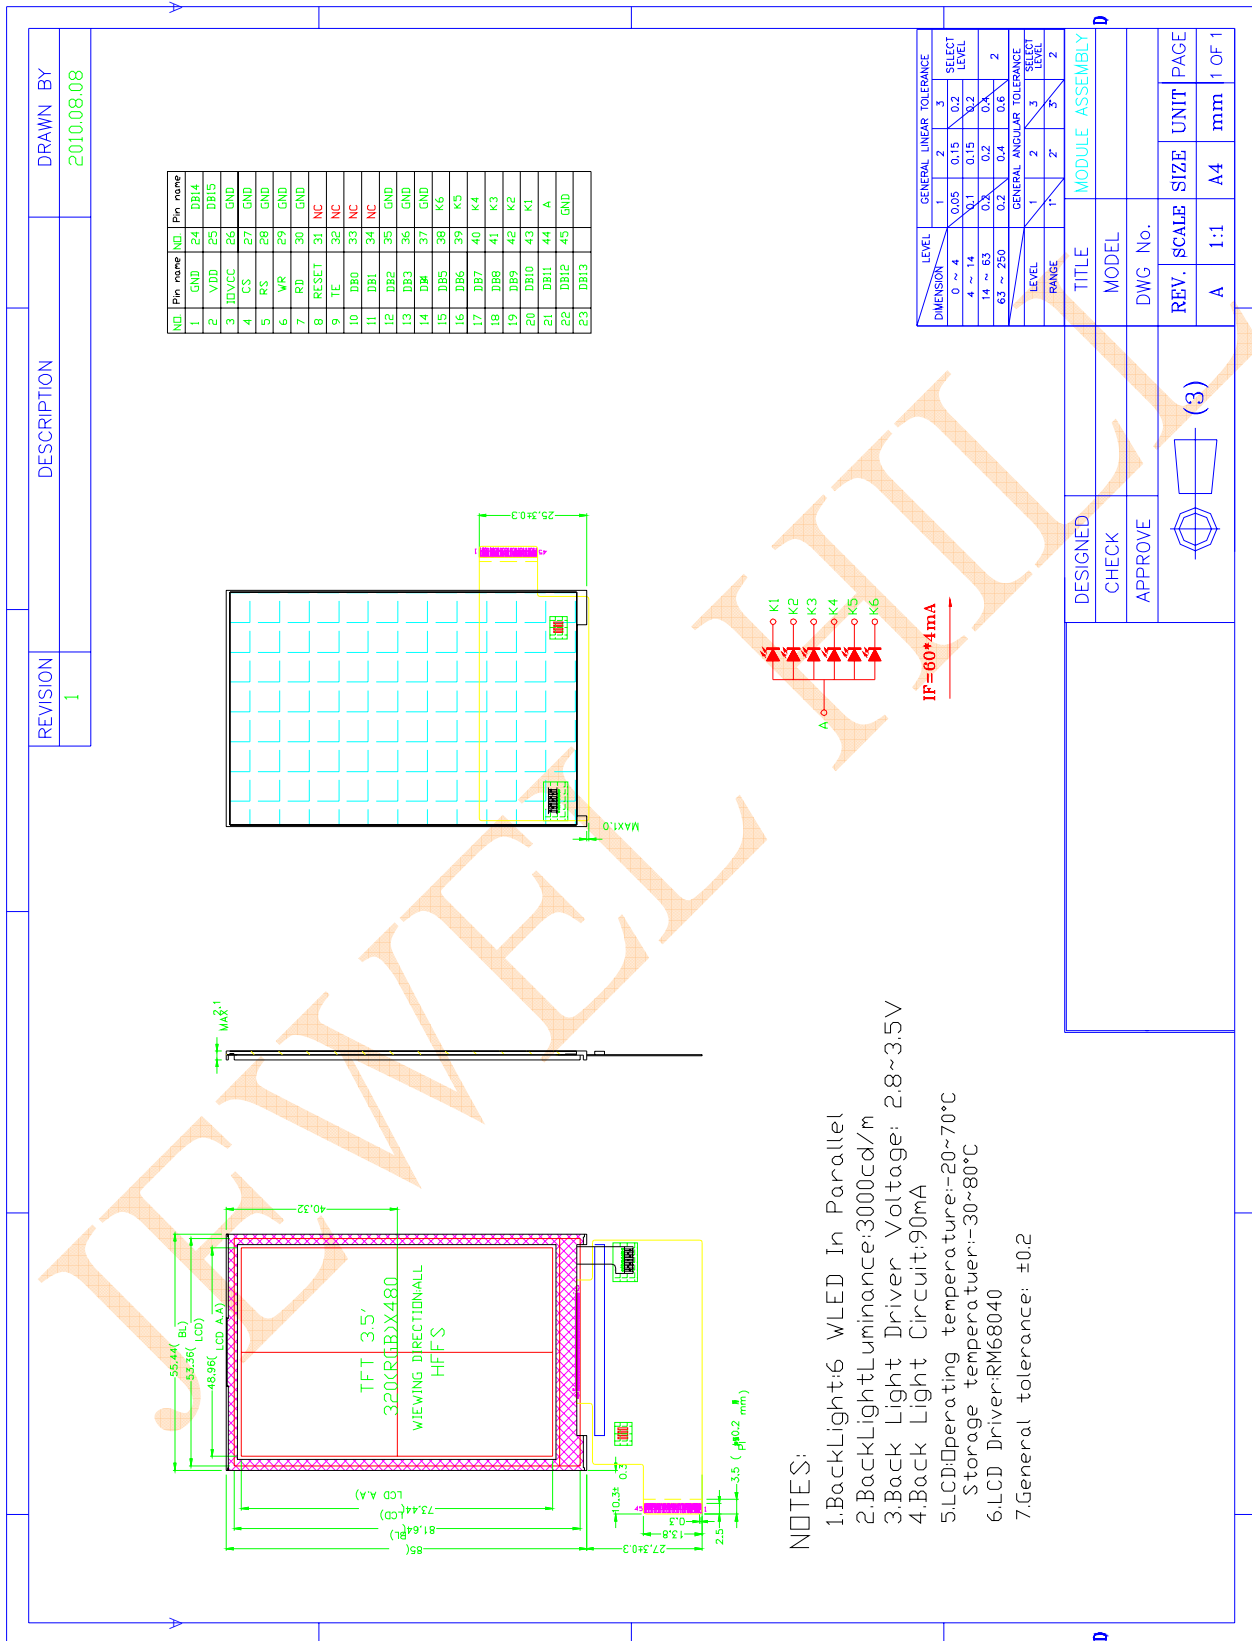 REVISION
DESCRIPTION
DRAWN BY
1
2010.08.08
A
A
D
D
JEWEL HILL
NO. Pin name NO. Pin name
1 GND 24 DB14
2 VDD 25 DB15
3 IOVCC 26 GND
4 CS 27 GND
5 RS 28 GND
6 WR 29 GND
7 RD 30 GND
8 RESET 31 NC
9 TE 32 NC
10 DB0 33 NC
11 DB1 34 NC
12 DB2 35 GND
13 DB3 36 GND
14 DB4 37 GND
15 DB5 38 K6
16 DB6 39 K5
17 DB7 40 K4
18 DB8 41 K3
19 DB9 42 K2
20 DB10 43 K1
21 DB11 44 A
22 DB12 45 GND
23 DB13
55.44( BL)
53.36( LCD)
48.96( LCD A.A)
40.32
TFT 3.5'
320(RGB)X480
WIEWING DIRECTION:ALL
HFFS
73.44( LCD A.A)
81.64( LCD)
85( BL)
27.3±0.3
10.3± 0.3
13.8
0.3
2.5
45
1
MAX 2.1
25.3±0.3
1
45
MAX1.0
A
K1
K2
K3
K4
K5
K6
IF=60*4mA
NOTES:
1.BackLight:6 WLED In Parallel
2.BackLightLuminance:3000cd/m
3.Back Light Driver Voltage: 2.8~3.5V
4.Back Light Circuit:90mA
5.LCD:Operating temperature:-20~70°C
Storage temperatuer:-30~80°C
6.LCD Driver:RM68040
7.General tolerance: ±0.2
GENERAL LINEAR TOLERANCE
LEVEL 1 2 3 SELECT LEVEL
DIMENSION
0 ~ 4 0.05 0.15 0.2
4 ~ 14 0.1 0.15 0.2
14 ~ 63 0.2 0.2 0.4 2
63 ~ 250 0.2 0.4 0.6
GENERAL ANGULAR TOLERANCE
LEVEL 1 2 3 SELECT LEVEL
RANGE 1° 2° 3° 2
DESIGNED
CHECK
APPROVE
TITLE MODULE ASSEMBLY
MODEL
DWG No.
REV. SCALE SIZE UNIT PAGE
A 1:1 A4 mm 1 OF 1
(3)